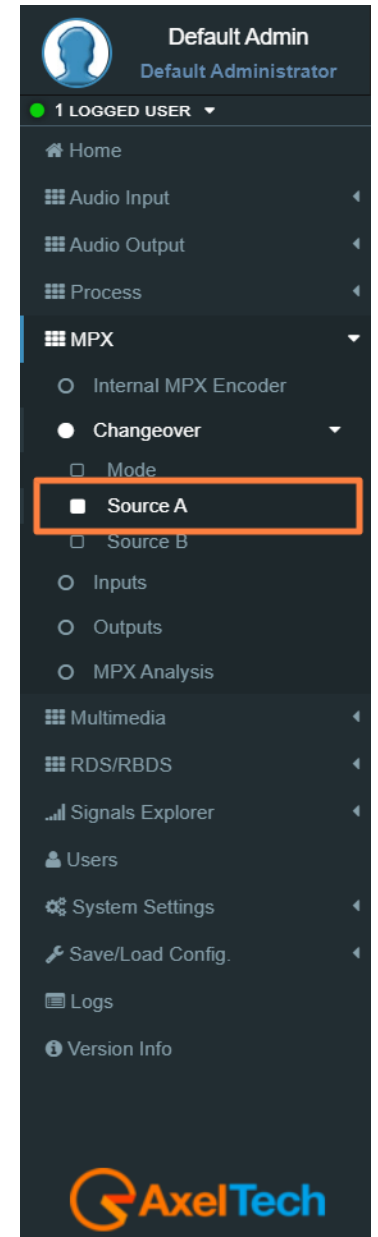 Default Admin
Default Administrator
1 LOGGED USER
Home
Audio Input
Audio Output
Process
MPX
Internal MPX Encoder
Changeover
Mode
Source A
Source B
Inputs
Outputs
MPX Analysis
Multimedia
RDS/RBDS
Signals Explorer
Users
System Settings
Save/Load Config.
Logs
Version Info
AxelTech